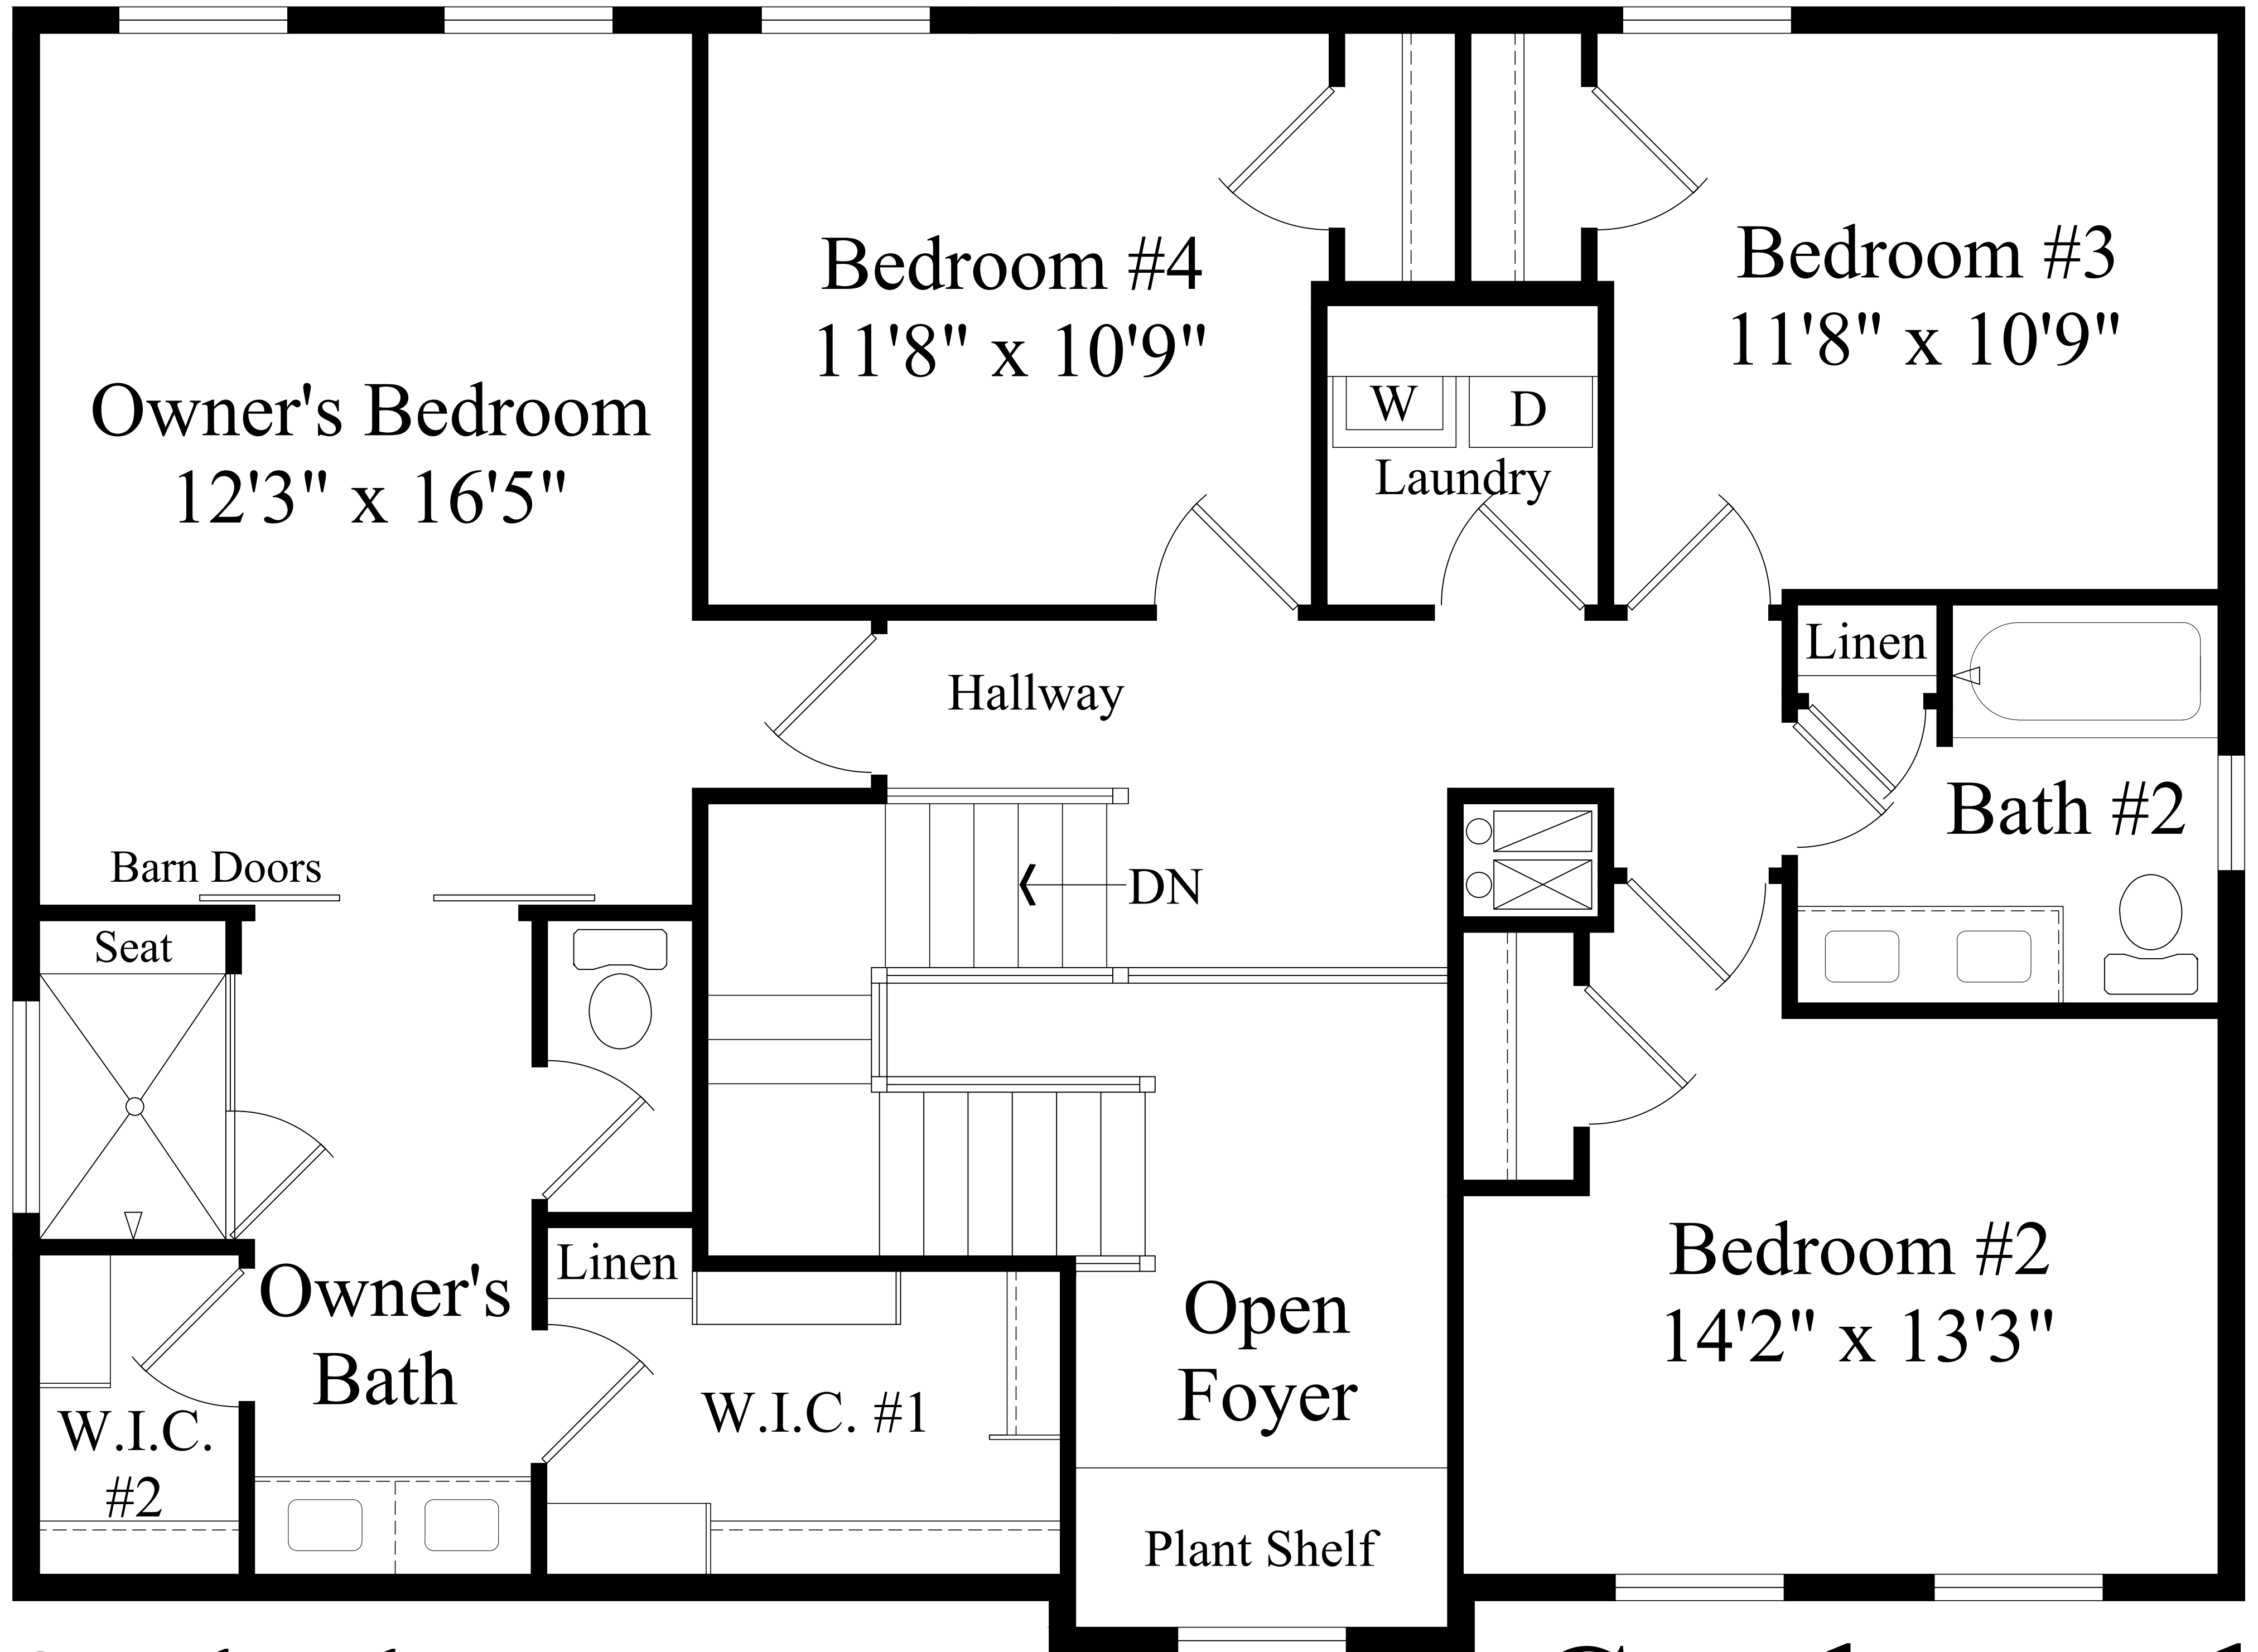 Bedroom #4
11'8" x 10'9"
Bedroom #3
11'8" x 10'9"
Owner's Bedroom
12'3" x 16'5"
W
D
Laundry
Hallway
Linen
Bath #2
Barn Doors
DN
Seat
Linen
Owner's
Bath
W.I.C. #1
W.I.C.
#2
Open
Foyer
Plant Shelf
Bedroom #2
14'2" x 13'3"